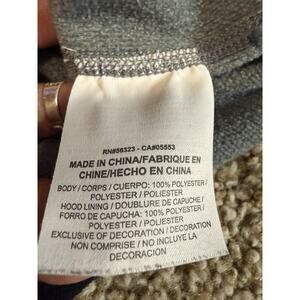 RN#56323 - CA#05553
MADE IN CHINA/FABRIQUE EN
CHINE/HECHO EN CHINA
BODY / CORPS / CUERPO: 100% POLYESTER /
POLYESTER / POLIESTER
HOOD LINING / DOUBLURE DE CAPUCHE /
FORRO DE CAPUCHA: 100% POLYESTER /
POLYESTER / POLIESTER
EXCLUSIVE OF DECORATION / DECORATION
NON COMPRISE / NO INCLUYE LA
DECORACION